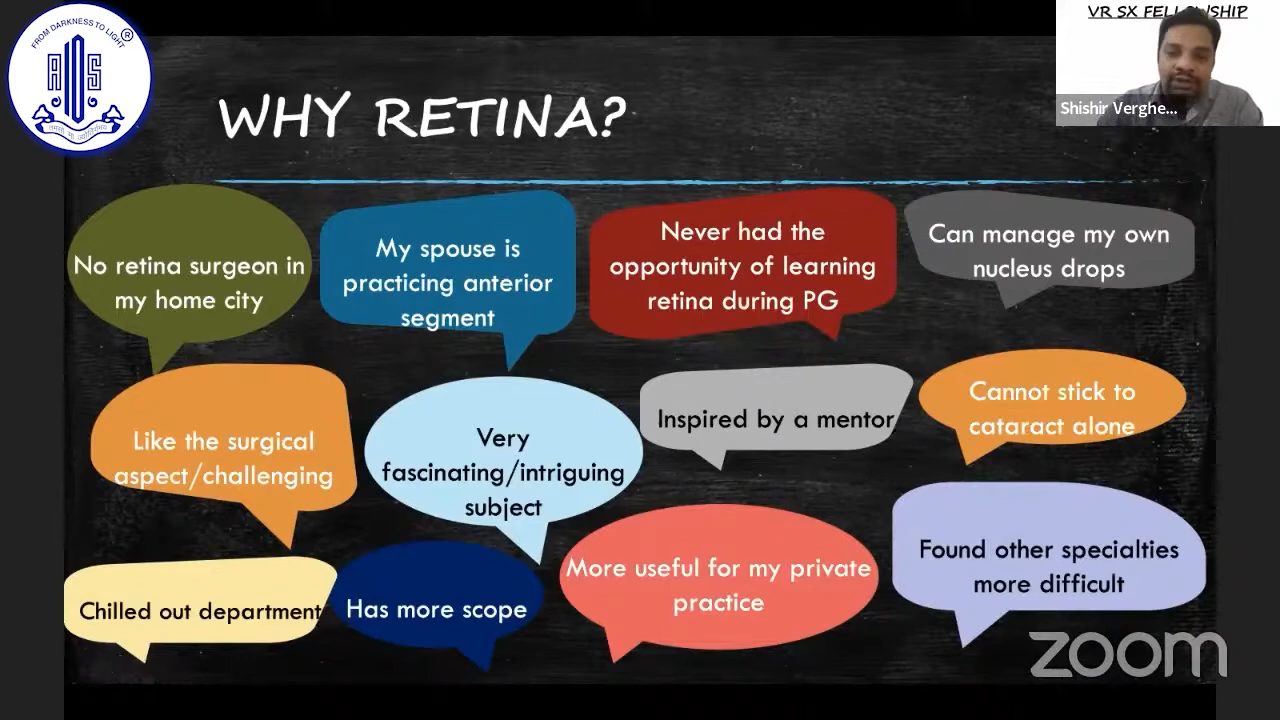 FROM DARKNESS TO LIGHT
®
AIOS
VR SX FELLOWSHIP
Shishir Verghe...
WHY RETINA?
No retina surgeon in
my home city
My spouse is
practicing anterior
segment
Never had the
opportunity of learning
retina during PG
Can manage my own
nucleus drops
Like the surgical
aspect/challenging
Very
fascinating/intriguing
subject
Inspired by a mentor
Cannot stick to
cataract alone
Chilled out department
Has more scope
More useful for my private
practice
Found other specialties
more difficult
zoom